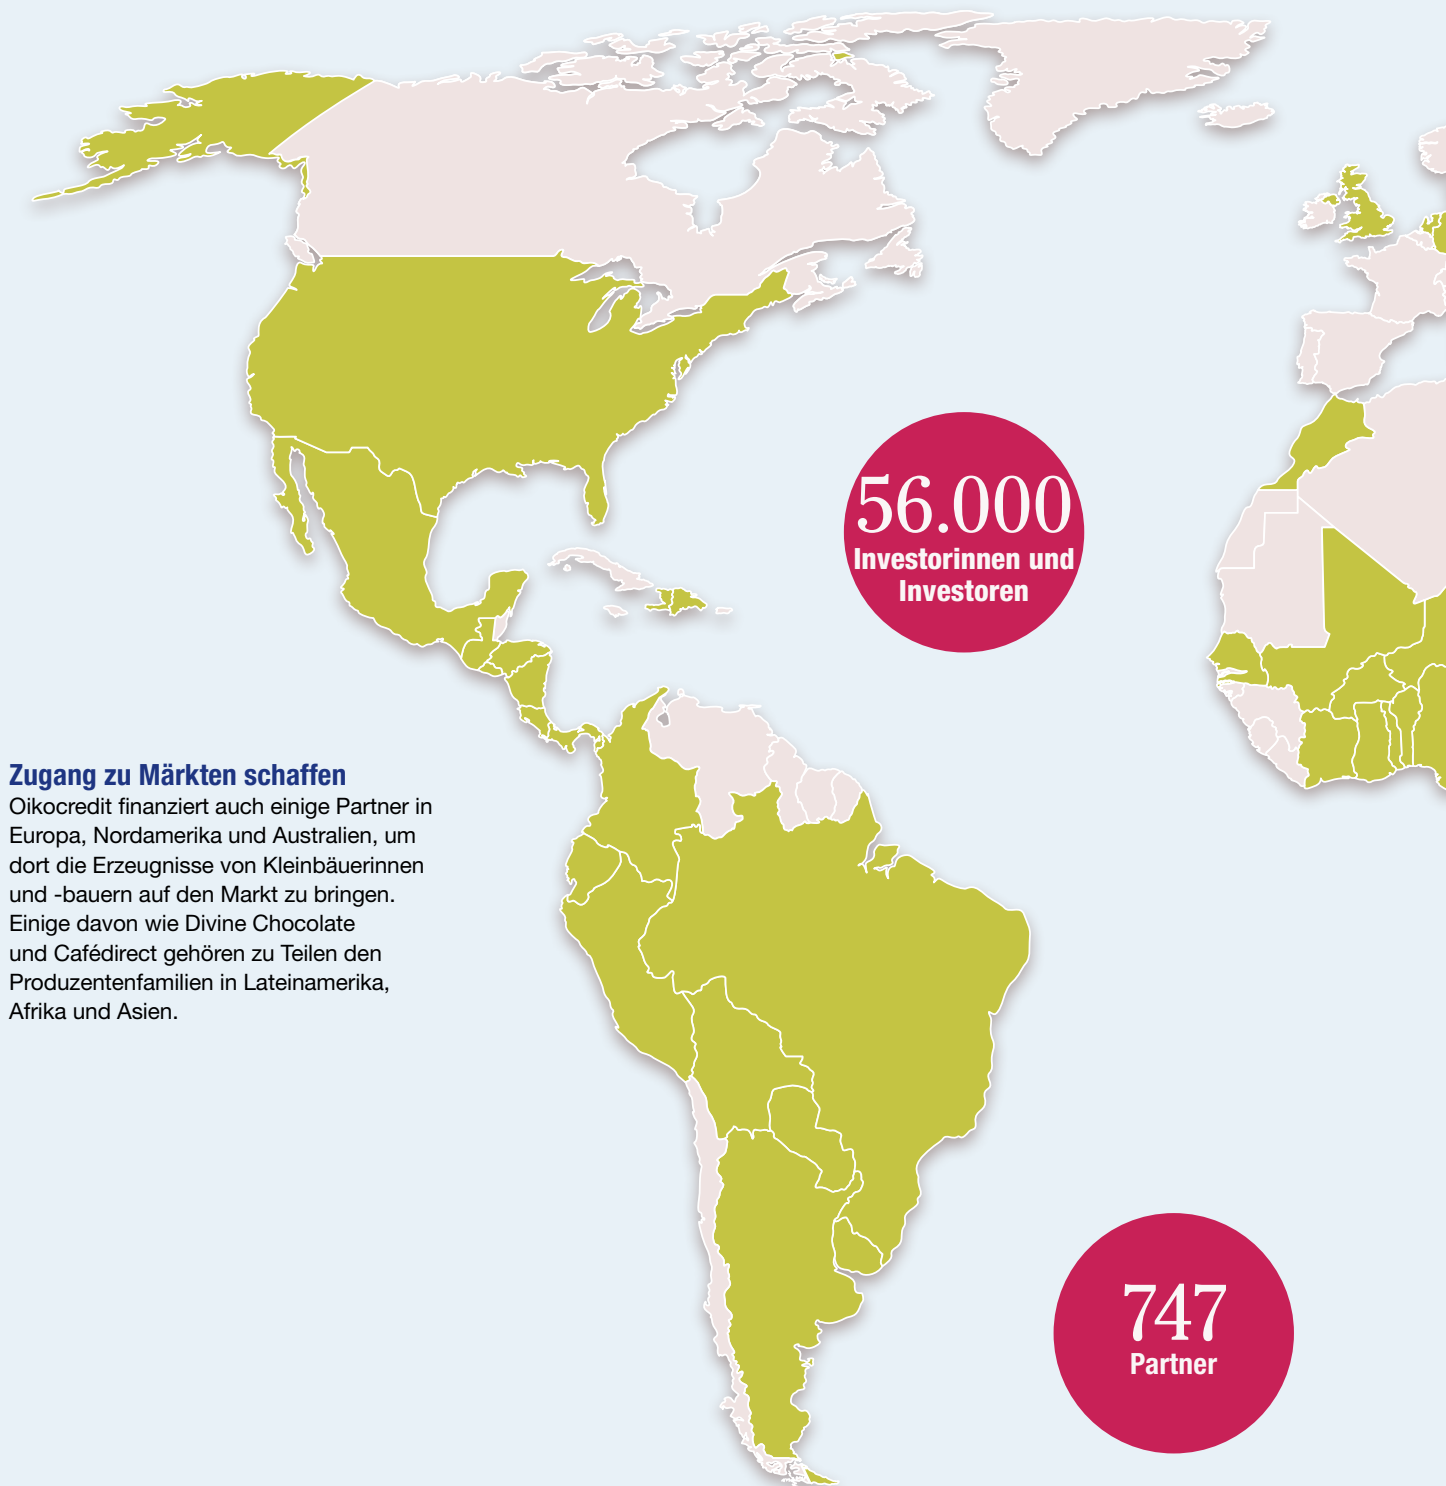 56.000
Investorinnen und
Investoren
Zugang zu Märkten schaffen
Oikocredit finanziert auch einige Partner in
Europa, Nordamerika und Australien, um
dort die Erzeugnisse von Kleinbäuerinnen
und -bauern auf den Markt zu bringen.
Einige davon wie Divine Chocolate
und Cafédirect gehören zu Teilen den
Produzentenfamilien in Lateinamerika,
Afrika und Asien.
747
Partner